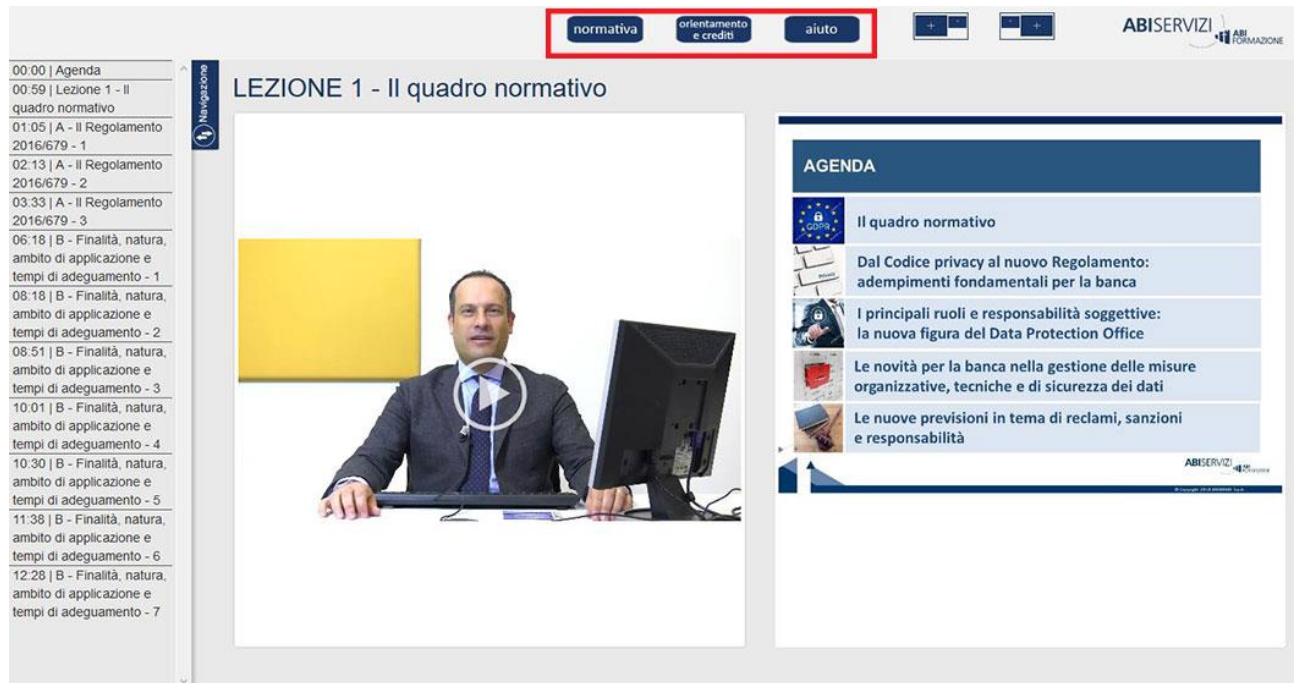 normativa
orientamento
e crediti
aiuto
ABISERVIZI
ABI
FORMAZIONE
00:00 | Agenda
00:59 | Lezione 1 - Il
quadro normativo
01:05 | A - Il Regolamento
2016/679 - 1
02:13 | A - Il Regolamento
2016/679 - 2
03:33 | A - Il Regolamento
2016/679 - 3
06:18 | B - Finalità, natura,
ambito di applicazione e
tempi di adeguamento - 1
08:18 | B - Finalità, natura,
ambito di applicazione e
tempi di adeguamento - 2
08:51 | B - Finalità, natura,
ambito di applicazione e
tempi di adeguamento - 3
10:01 | B - Finalità, natura,
ambito di applicazione e
tempi di adeguamento - 4
10:30 | B - Finalità, natura,
ambito di applicazione e
tempi di adeguamento - 5
11:38 | B - Finalità, natura,
ambito di applicazione e
tempi di adeguamento - 6
12:28 | B - Finalità, natura,
ambito di applicazione e
tempi di adeguamento - 7
Navigazione
LEZIONE 1 - Il quadro normativo
AGENDA
GDPR
Il quadro normativo
Privacy
Dal Codice privacy al nuovo Regolamento:
adempimenti fondamentali per la banca
I principali ruoli e responsabilità soggettive:
la nuova figura del Data Protection Office
Le novità per la banca nella gestione delle misure
organizzative, tecniche e di sicurezza dei dati
Le nuove previsioni in tema di reclami, sanzioni
e responsabilità
ABISERVIZI